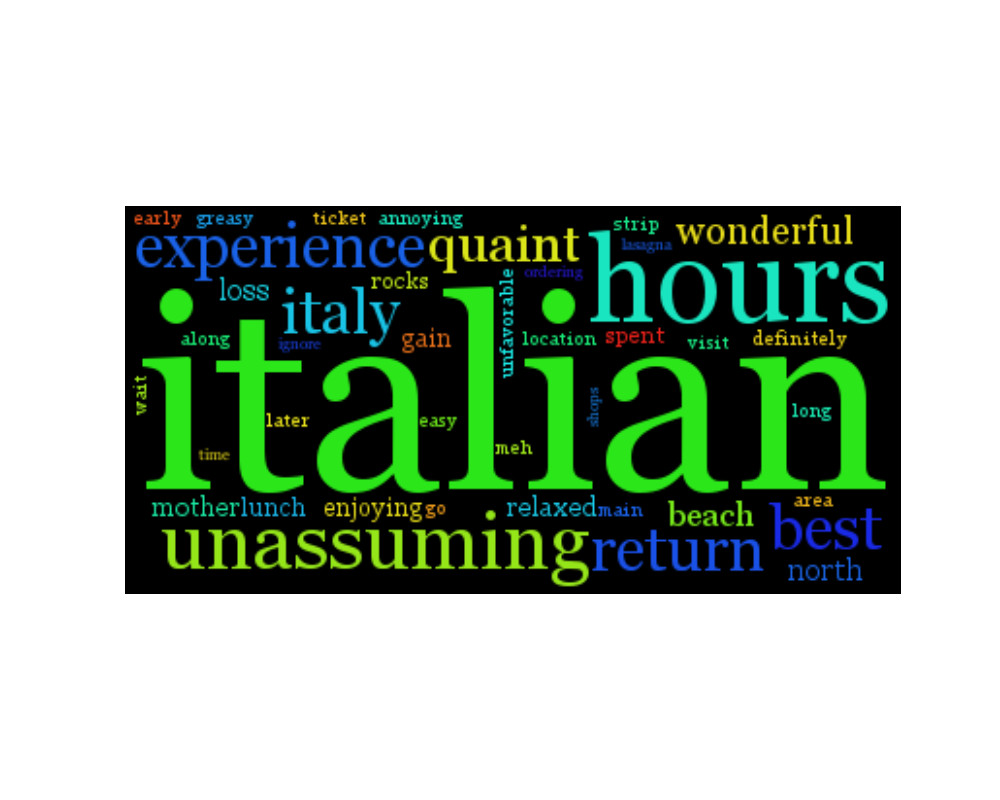 early greasy ticket annoying
strip wonderful
experience quaint
lasagna
hours
ordering
loss italy rocks
unfavorable
along ignore gain location spent visit definitely
italian
wait
later easy shops long
time meh
mother lunch enjoying go relaxed main beach area
unassuming return best
north